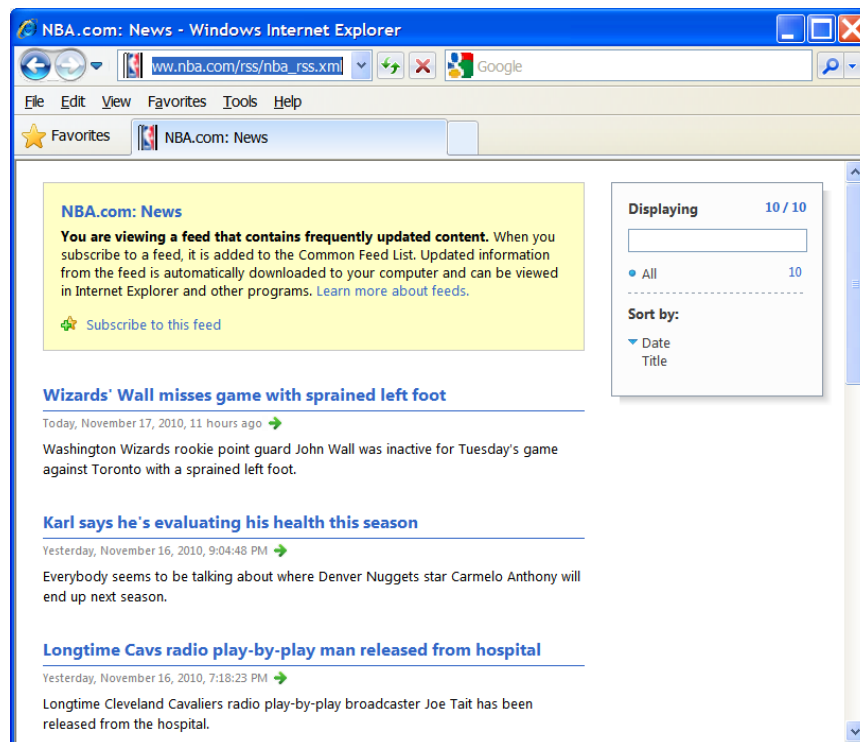 NBA.com: News - Windows Internet Explorer
ww.nba.com/rss/nba_rss.xml
Google
File Edit View Favorites Tools Help
Favorites
NBA.com: News
NBA.com: News
You are viewing a feed that contains frequently updated content. When you
subscribe to a feed, it is added to the Common Feed List. Updated information
from the feed is automatically downloaded to your computer and can be viewed
in Internet Explorer and other programs. Learn more about feeds.
Subscribe to this feed
Displaying 10 / 10
All 10
Sort by:
Date
Title
Wizards' Wall misses game with sprained left foot
Today, November 17, 2010, 11 hours ago
Washington Wizards rookie point guard John Wall was inactive for Tuesday's game
against Toronto with a sprained left foot.
Karl says he's evaluating his health this season
Yesterday, November 16, 2010, 9:04:48 PM
Everybody seems to be talking about where Denver Nuggets star Carmelo Anthony will
end up next season.
Longtime Cavs radio play-by-play man released from hospital
Yesterday, November 16, 2010, 7:18:23 PM
Longtime Cleveland Cavaliers radio play-by-play broadcaster Joe Tait has been
released from the hospital.